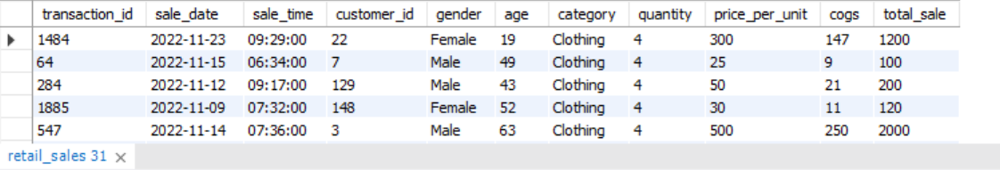 transaction_id sale_date sale_time customer_id gender age category quantity price_per_unit cogs total_sale
1484 2022-11-23 09:29:00 22 Female 19 Clothing 4 300 147 1200
64 2022-11-15 06:34:00 7 Male 49 Clothing 4 25 9 100
284 2022-11-12 09:17:00 129 Male 43 Clothing 4 50 21 200
1885 2022-11-09 07:32:00 148 Female 52 Clothing 4 30 11 120
547 2022-11-14 07:36:00 3 Male 63 Clothing 4 500 250 2000
retail_sales 31